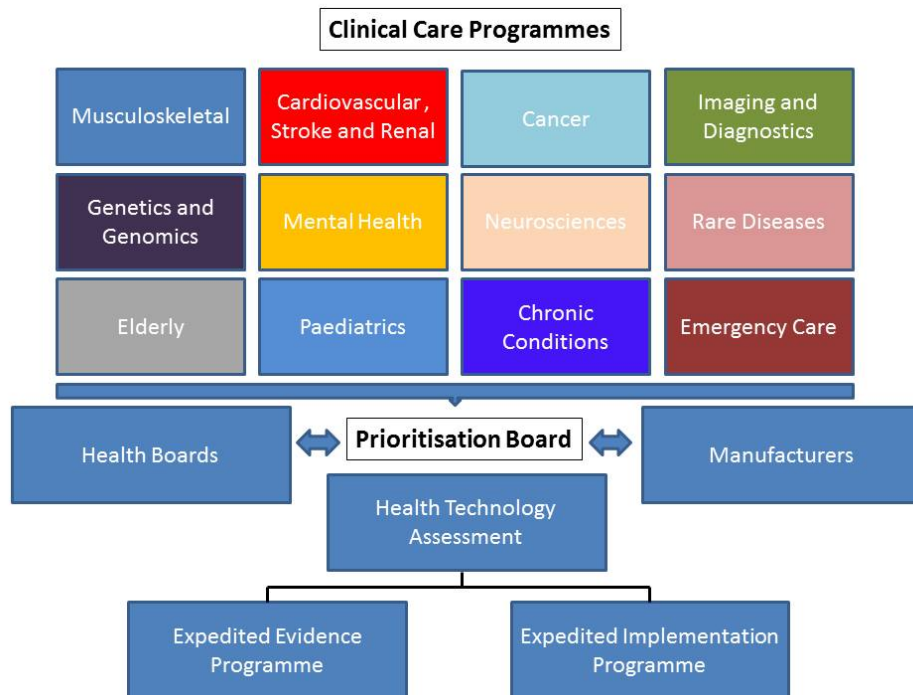 Clinical Care Programmes
Musculoskeletal
Cardiovascular ,
Stroke and Renal
Cancer
Imaging and
Diagnostics
Genetics and
Genomics
Mental Health
Neurosciences
Rare Diseases
Elderly
Paediatrics
Chronic
Conditions
Emergency Care
Health Boards
Prioritisation Board
Manufacturers
Health Technology
Assessment
Expedited Evidence
Programme
Expedited Implementation
Programme